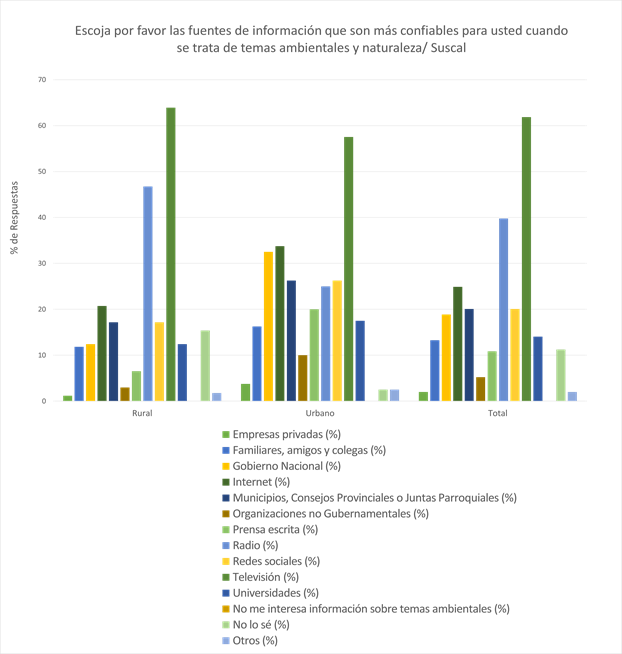 Escoja por favor las fuentes de información que son más confiables para usted cuando
se trata de temas ambientales y naturaleza/ Suscal
70
60
50
40
30
20
10
0
% de Respuestas
Rural
Urbano
Total
Empresas privadas (%)
Familiares, amigos y colegas (%)
Gobierno Nacional (%)
Internet (%)
Municipios, Consejos Provinciales o Juntas Parroquiales (%)
Organizaciones no Gubernamentales (%)
Prensa escrita (%)
Radio (%)
Redes sociales (%)
Televisión (%)
Universidades (%)
No me interesa información sobre temas ambientales (%)
No lo sé (%)
Otros (%)